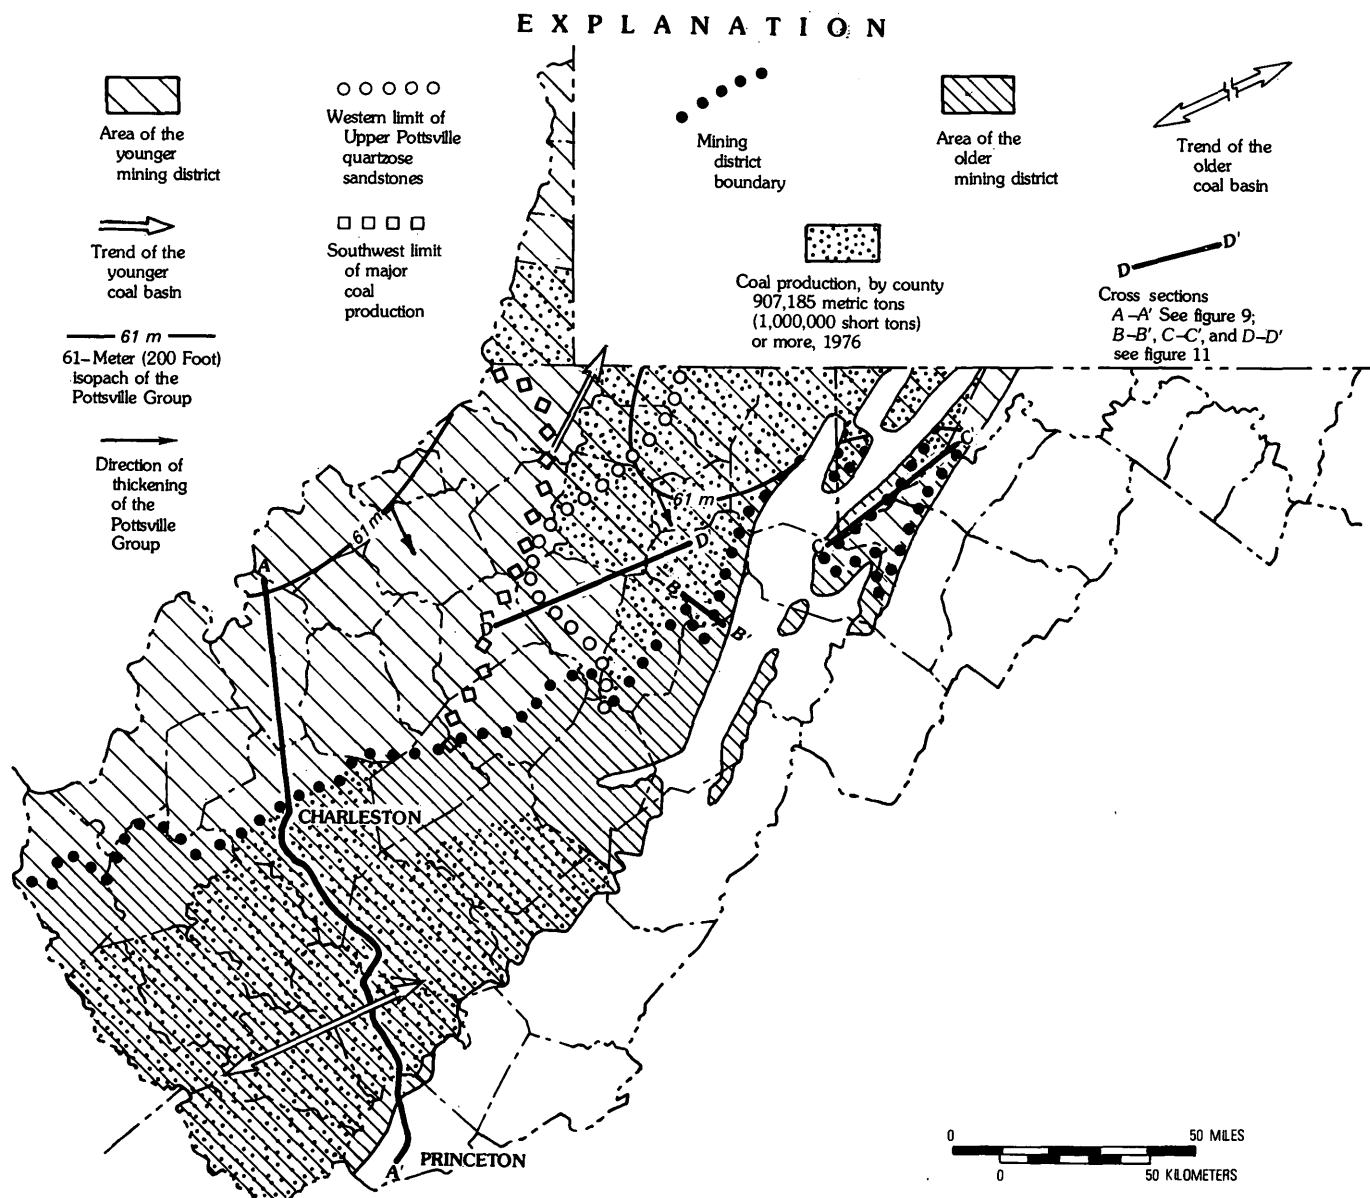 EXPLANATION
Area of the
younger
mining district
Western limit of
Upper Pottsville
quartzose
sandstones
Mining
district
boundary
Area of the
older
mining district
Trend of the
older
coal basin
Trend of the
younger
coal basin
Southwest limit
of major
coal
production
Coal production, by county
907,185 metric tons
(1,000,000 short tons)
or more, 1976
D D'
Cross sections
A–A' See figure 9;
B–B', C–C', and D–D'
see figure 11
61 m
61–Meter (200 Foot)
isopach of the
Pottsville Group
Direction of
thickening
of the
Pottsville
Group
61 m
61 m
A
D
D'
B
B'
C
C'
CHARLESTON
A'
PRINCETON
0 50 MILES
0 50 KILOMETERS